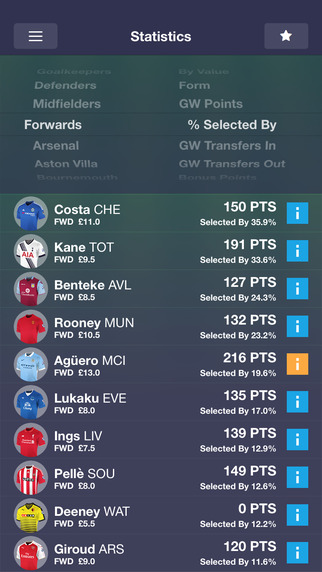 Statistics
Goalkeepers By Value
Defenders Form
Midfielders GW Points
Forwards % Selected By
Arsenal GW Transfers In
Aston Villa GW Transfers Out
Bournemouth Bonus Points
Costa CHE 150 PTS
FWD £11.0 Selected By 35.9%
Kane TOT 191 PTS
FWD £9.5 Selected By 33.6%
Benteke AVL 127 PTS
FWD £8.5 Selected By 24.3%
Rooney MUN 132 PTS
FWD £10.5 Selected By 23.2%
Agüero MCI 216 PTS
FWD £13.0 Selected By 19.6%
Lukaku EVE 135 PTS
FWD £8.0 Selected By 17.0%
Ings LIV 139 PTS
FWD £7.5 Selected By 12.9%
Pellè SOU 149 PTS
FWD £8.0 Selected By 12.6%
Deeney WAT 0 PTS
FWD £5.5 Selected By 12.2%
Giroud ARS 120 PTS
FWD £9.0 Selected By 11.6%